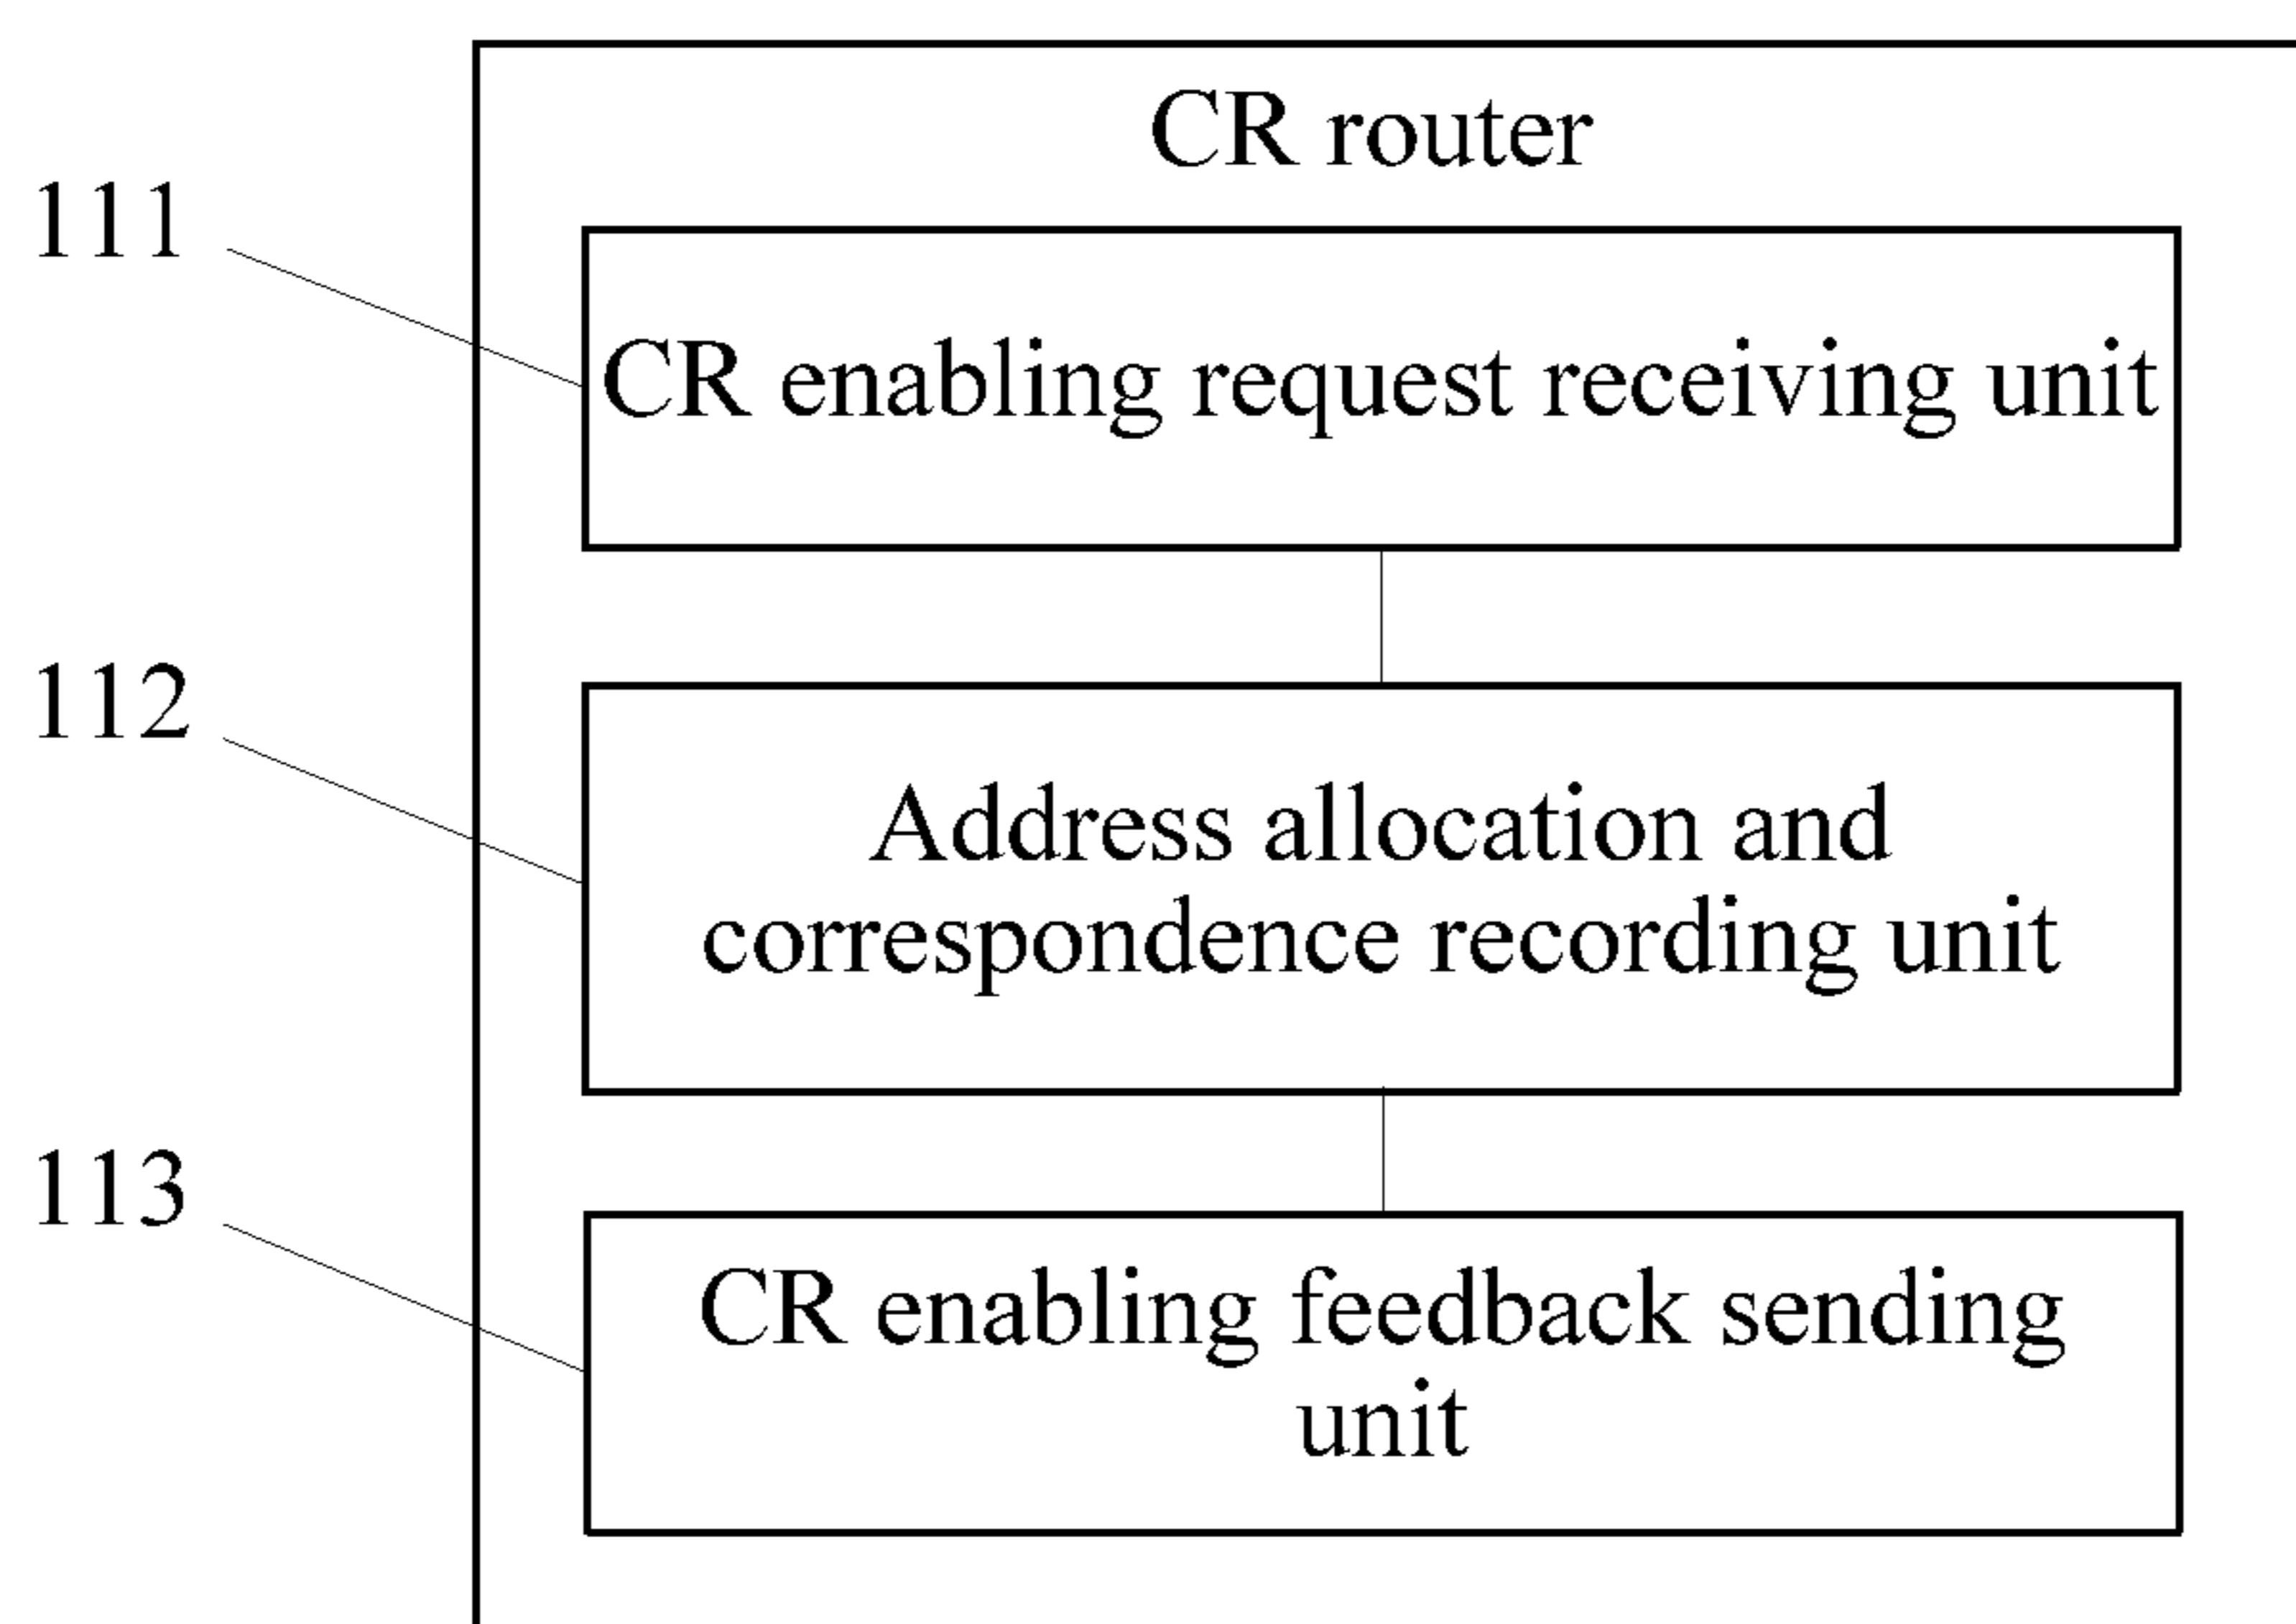 CR router
111
CR enabling request receiving unit
112
Address allocation and
correspondence recording unit
113
CR enabling feedback sending
unit